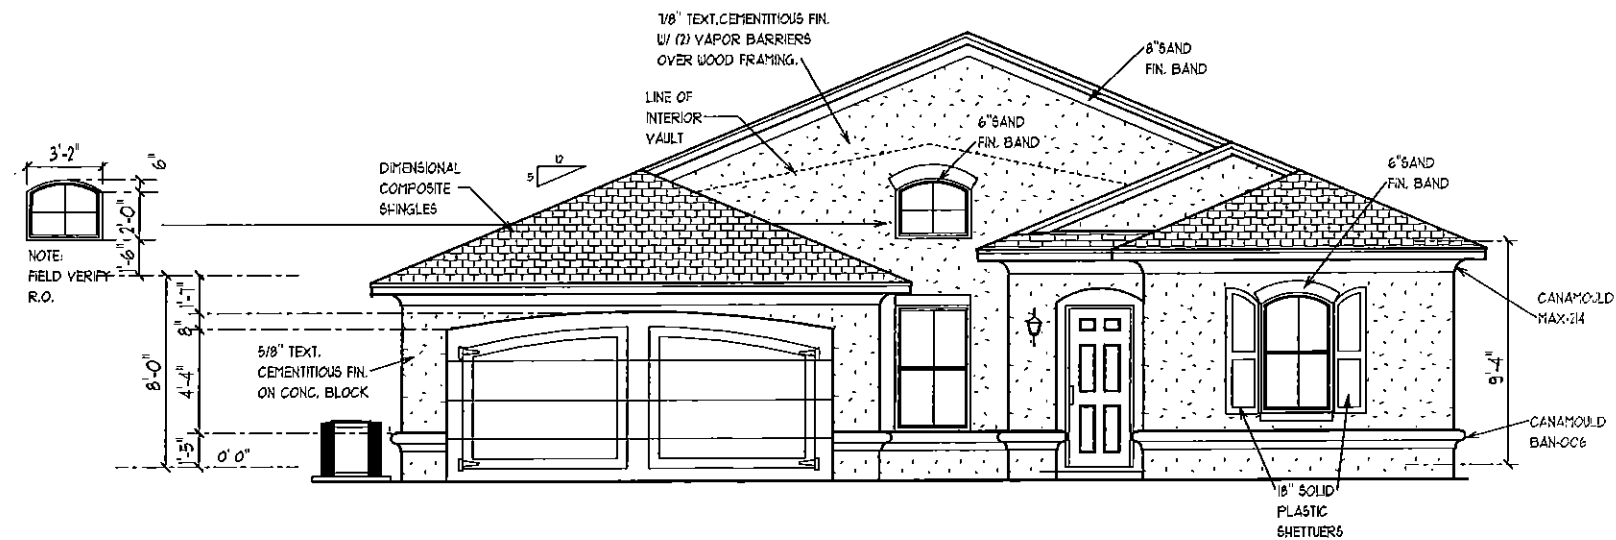 7/8" TEXT.CEMENTITIOUS FIN.
W/ (2) VAPOR BARRIERS
OVER WOOD FRAMING.
8"SAND
FIN. BAND
LINE OF
INTERIOR
VAULT
6"SAND
FIN. BAND
3'-2"
6"
2'-0"
1'-6"
NOTE:
FIELD VERIFY
R.O.
DIMENSIONAL
COMPOSITE
SHINGLES
12
5
6"SAND
FIN. BAND
CANAMOULD
MAX-214
1'-7"
8"
8'-0"
4'-4"
1'-5"
0' 0"
5/8" TEXT.
CEMENTITIOUS FIN.
ON CONC. BLOCK
9'-4"
CANAMOULD
BAN-006
18" SOLID
PLASTIC
SHETTUERS